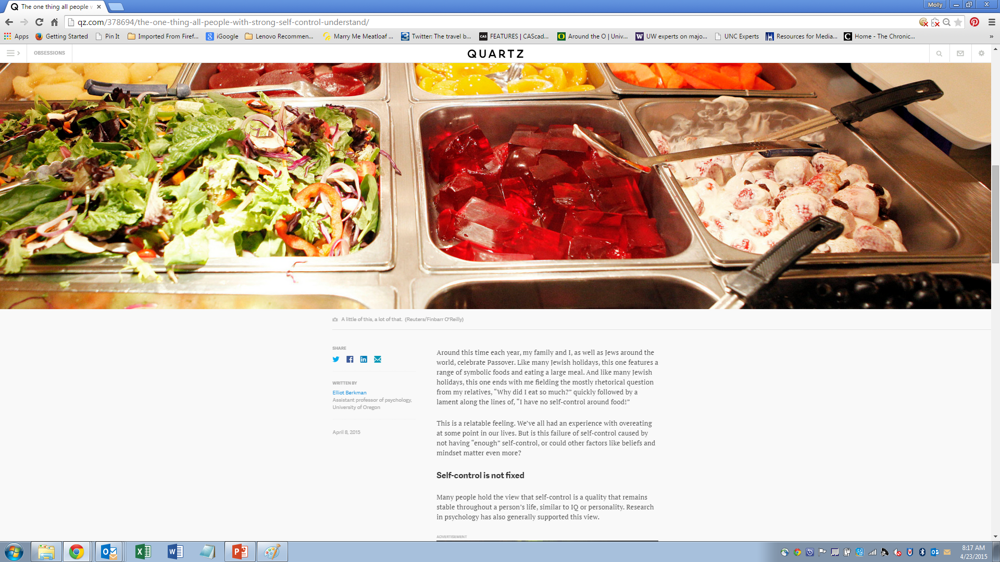 The one thing all people v
Molly
qz.com/378694/the-one-thing-all-people-with-strong-self-control-understand/
Apps Getting Started Pin It Imported From Firef... iGoogle Lenovo Recommen... Marry Me Meatloaf ... Twitter: The travel b... CAS FEATURES | CAScad... Around the O | Univ... UW experts on majo... UNC Experts Resources for Media... Home - The Chronic... »
OBSESSIONS
QUARTZ
A little of this, a lot of that. (Reuters/Finbarr O'Reilly)
SHARE
WRITTEN BY
Elliot Berkman
Assistant professor of psychology,
University of Oregon
April 8, 2015
Around this time each year, my family and I, as well as Jews around the
world, celebrate Passover. Like many Jewish holidays, this one features a
range of symbolic foods and eating a large meal. And like many Jewish
holidays, this one ends with me fielding the mostly rhetorical question
from my relatives, “Why did I eat so much?” quickly followed by a
lament along the lines of, “I have no self-control around food!”
This is a relatable feeling. We’ve all had an experience with overeating
at some point in our lives. But is this failure of self-control caused by
not having “enough” self-control, or could other factors like beliefs and
mindset matter even more?
Self-control is not fixed
Many people hold the view that self-control is a quality that remains
stable throughout a person’s life, similar to IQ or personality. Research
in psychology has also generally supported this view.
ADVERTISEMENT
8:17 AM
4/23/2015